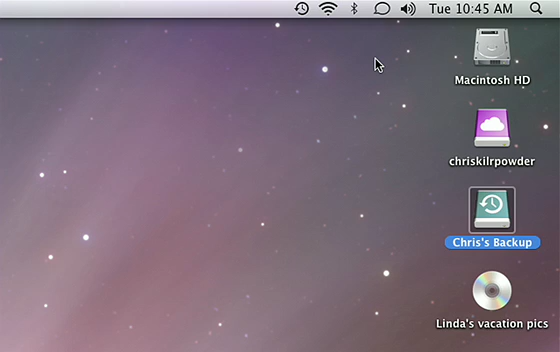 Tue 10:45 AM
Macintosh HD
chriskilrpowder
Chris's Backup
Linda's vacation pics